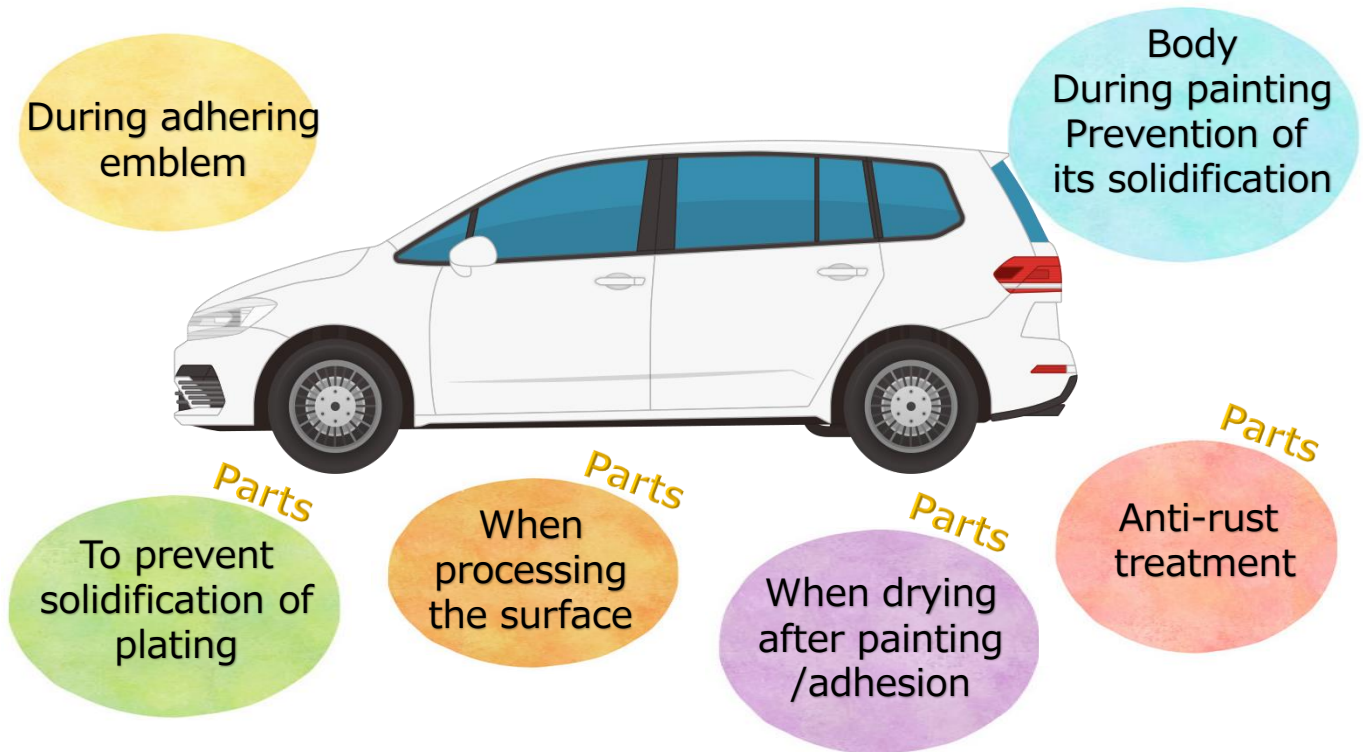 During adhering
emblem
Body
During painting
Prevention of
its solidification
Parts
To prevent
solidification of
plating
Parts
When
processing
the surface
Parts
When drying
after painting
/adhesion
Parts
Anti-rust
treatment